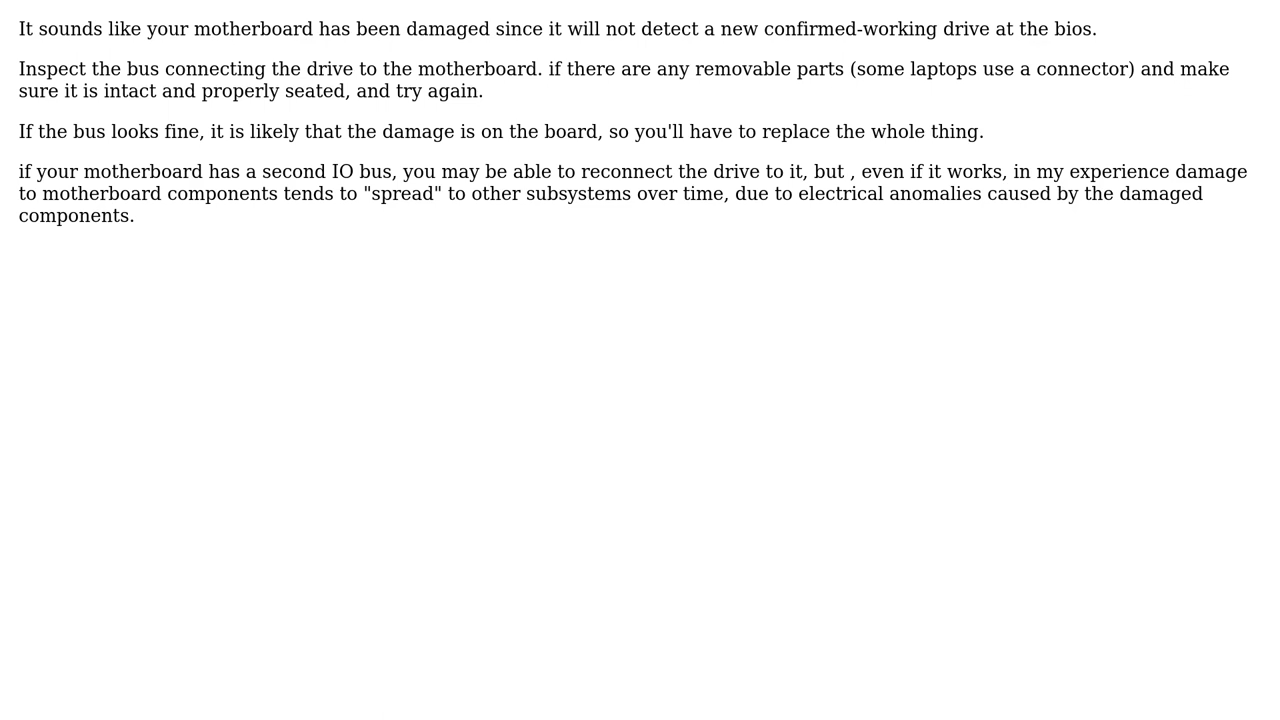 It sounds like your motherboard has been damaged since it will not detect a new confirmed-working drive at the bios.
Inspect the bus connecting the drive to the motherboard. if there are any removable parts (some laptops use a connector) and make
sure it is intact and properly seated, and try again.
If the bus looks fine, it is likely that the damage is on the board, so you'll have to replace the whole thing.
if your motherboard has a second IO bus, you may be able to reconnect the drive to it, but , even if it works, in my experience damage
to motherboard components tends to "spread" to other subsystems over time, due to electrical anomalies caused by the damaged
components.